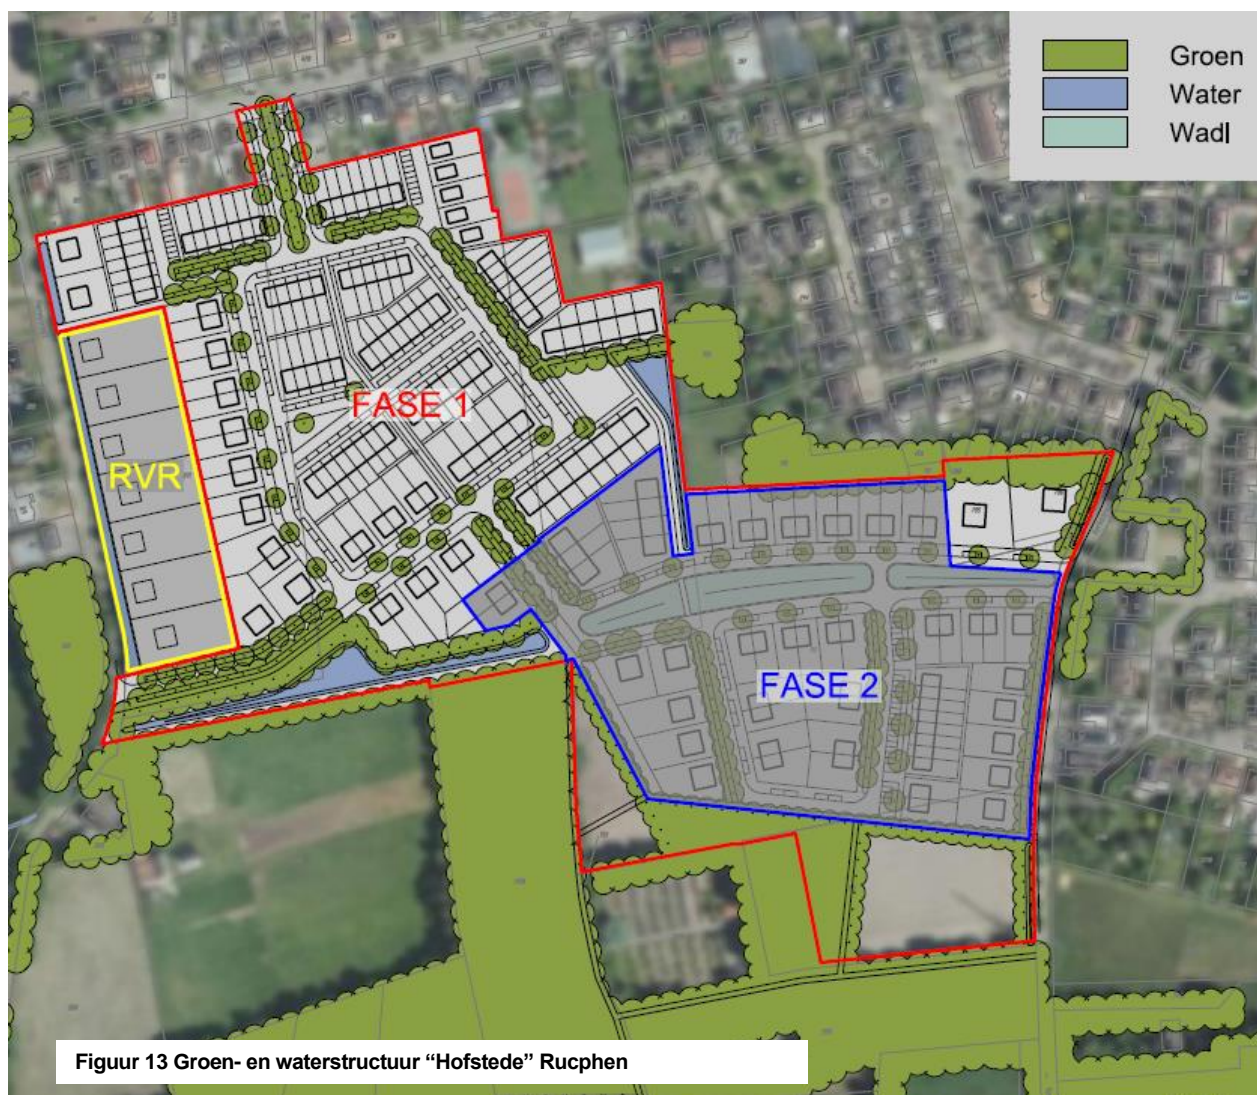 Groen
Water
Wadl
FASE 1
RVR
FASE 2
Figuur 13 Groen- en waterstructuur “Hofstede” Rucphen